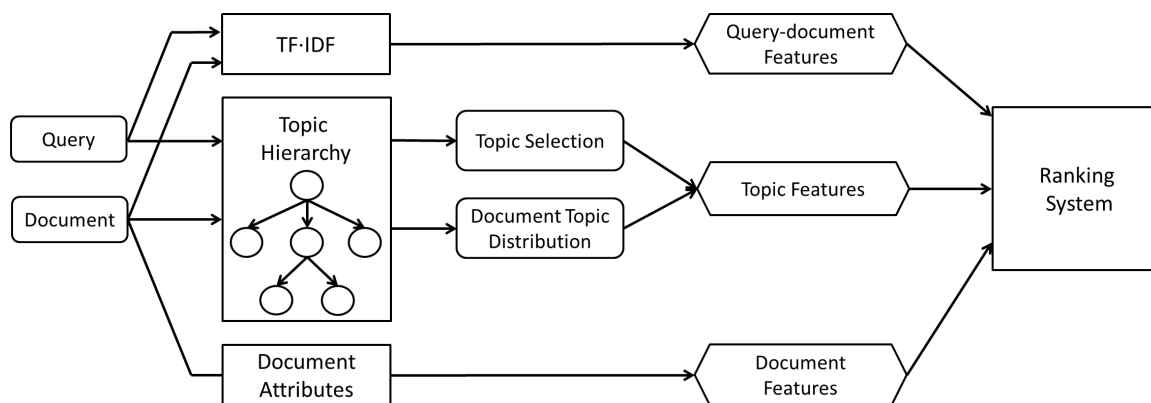 TF·IDF
Query-document
Features
Query
Topic
Hierarchy
Topic Selection
Topic Features
Ranking
System
Document
Document Topic
Distribution
Document
Attributes
Document
Features